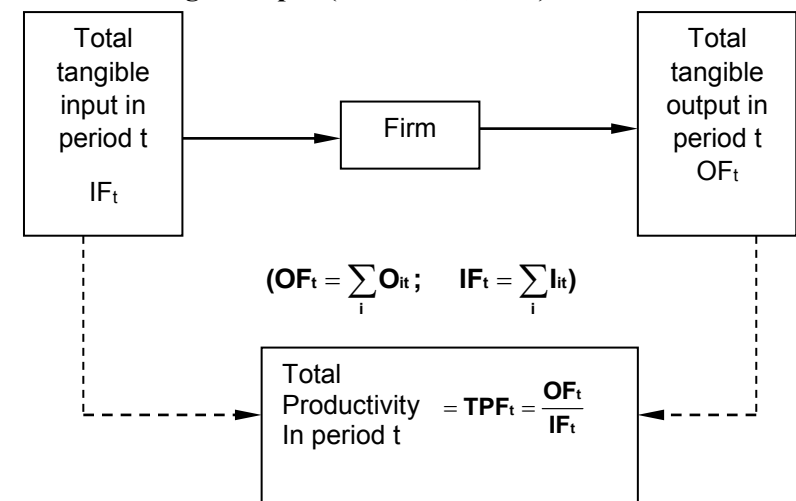 Total
tangible
input in
period t
IFₜ
Firm
Total
tangible
output in
period t
OFₜ
(OFₜ = ∑ᵢ Oᵢₜ ; IFₜ = ∑ᵢ Iᵢₜ)
Total
Productivity
In period t
= TPFₜ = OFₜ / IFₜ